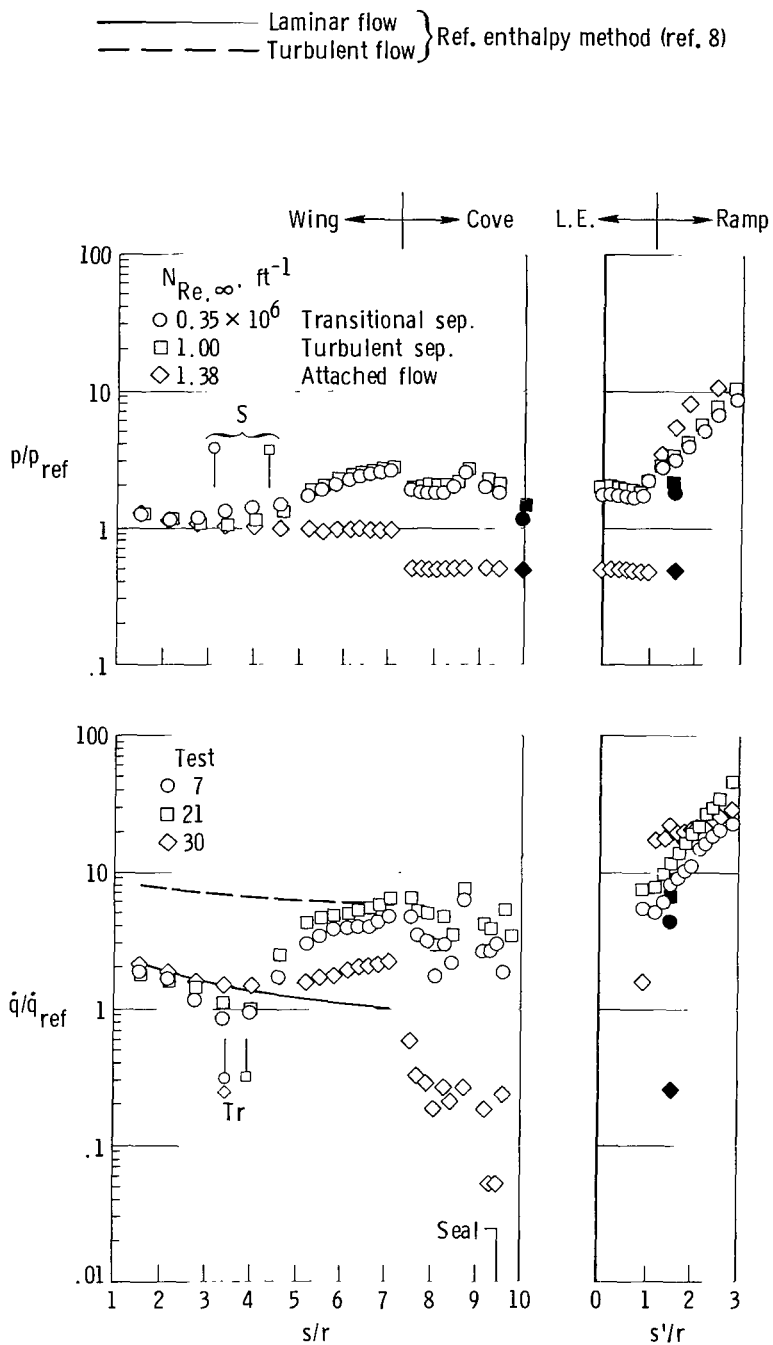 Laminar flow
Turbulent flow
Ref. enthalpy method (ref. 8)
Wing
Cove
L.E.
Ramp
N_Re, ∞, ft^-1
0.35 × 10^6 Transitional sep.
1.00 Turbulent sep.
1.38 Attached flow
S
p/p_ref
100
10
1
.1
Test
7
21
30
q̇/q̇_ref
100
10
1
.1
.01
Tr
Seal
1 2 3 4 5 6 7 8 9 10
s/r
0 1 2 3
s'/r